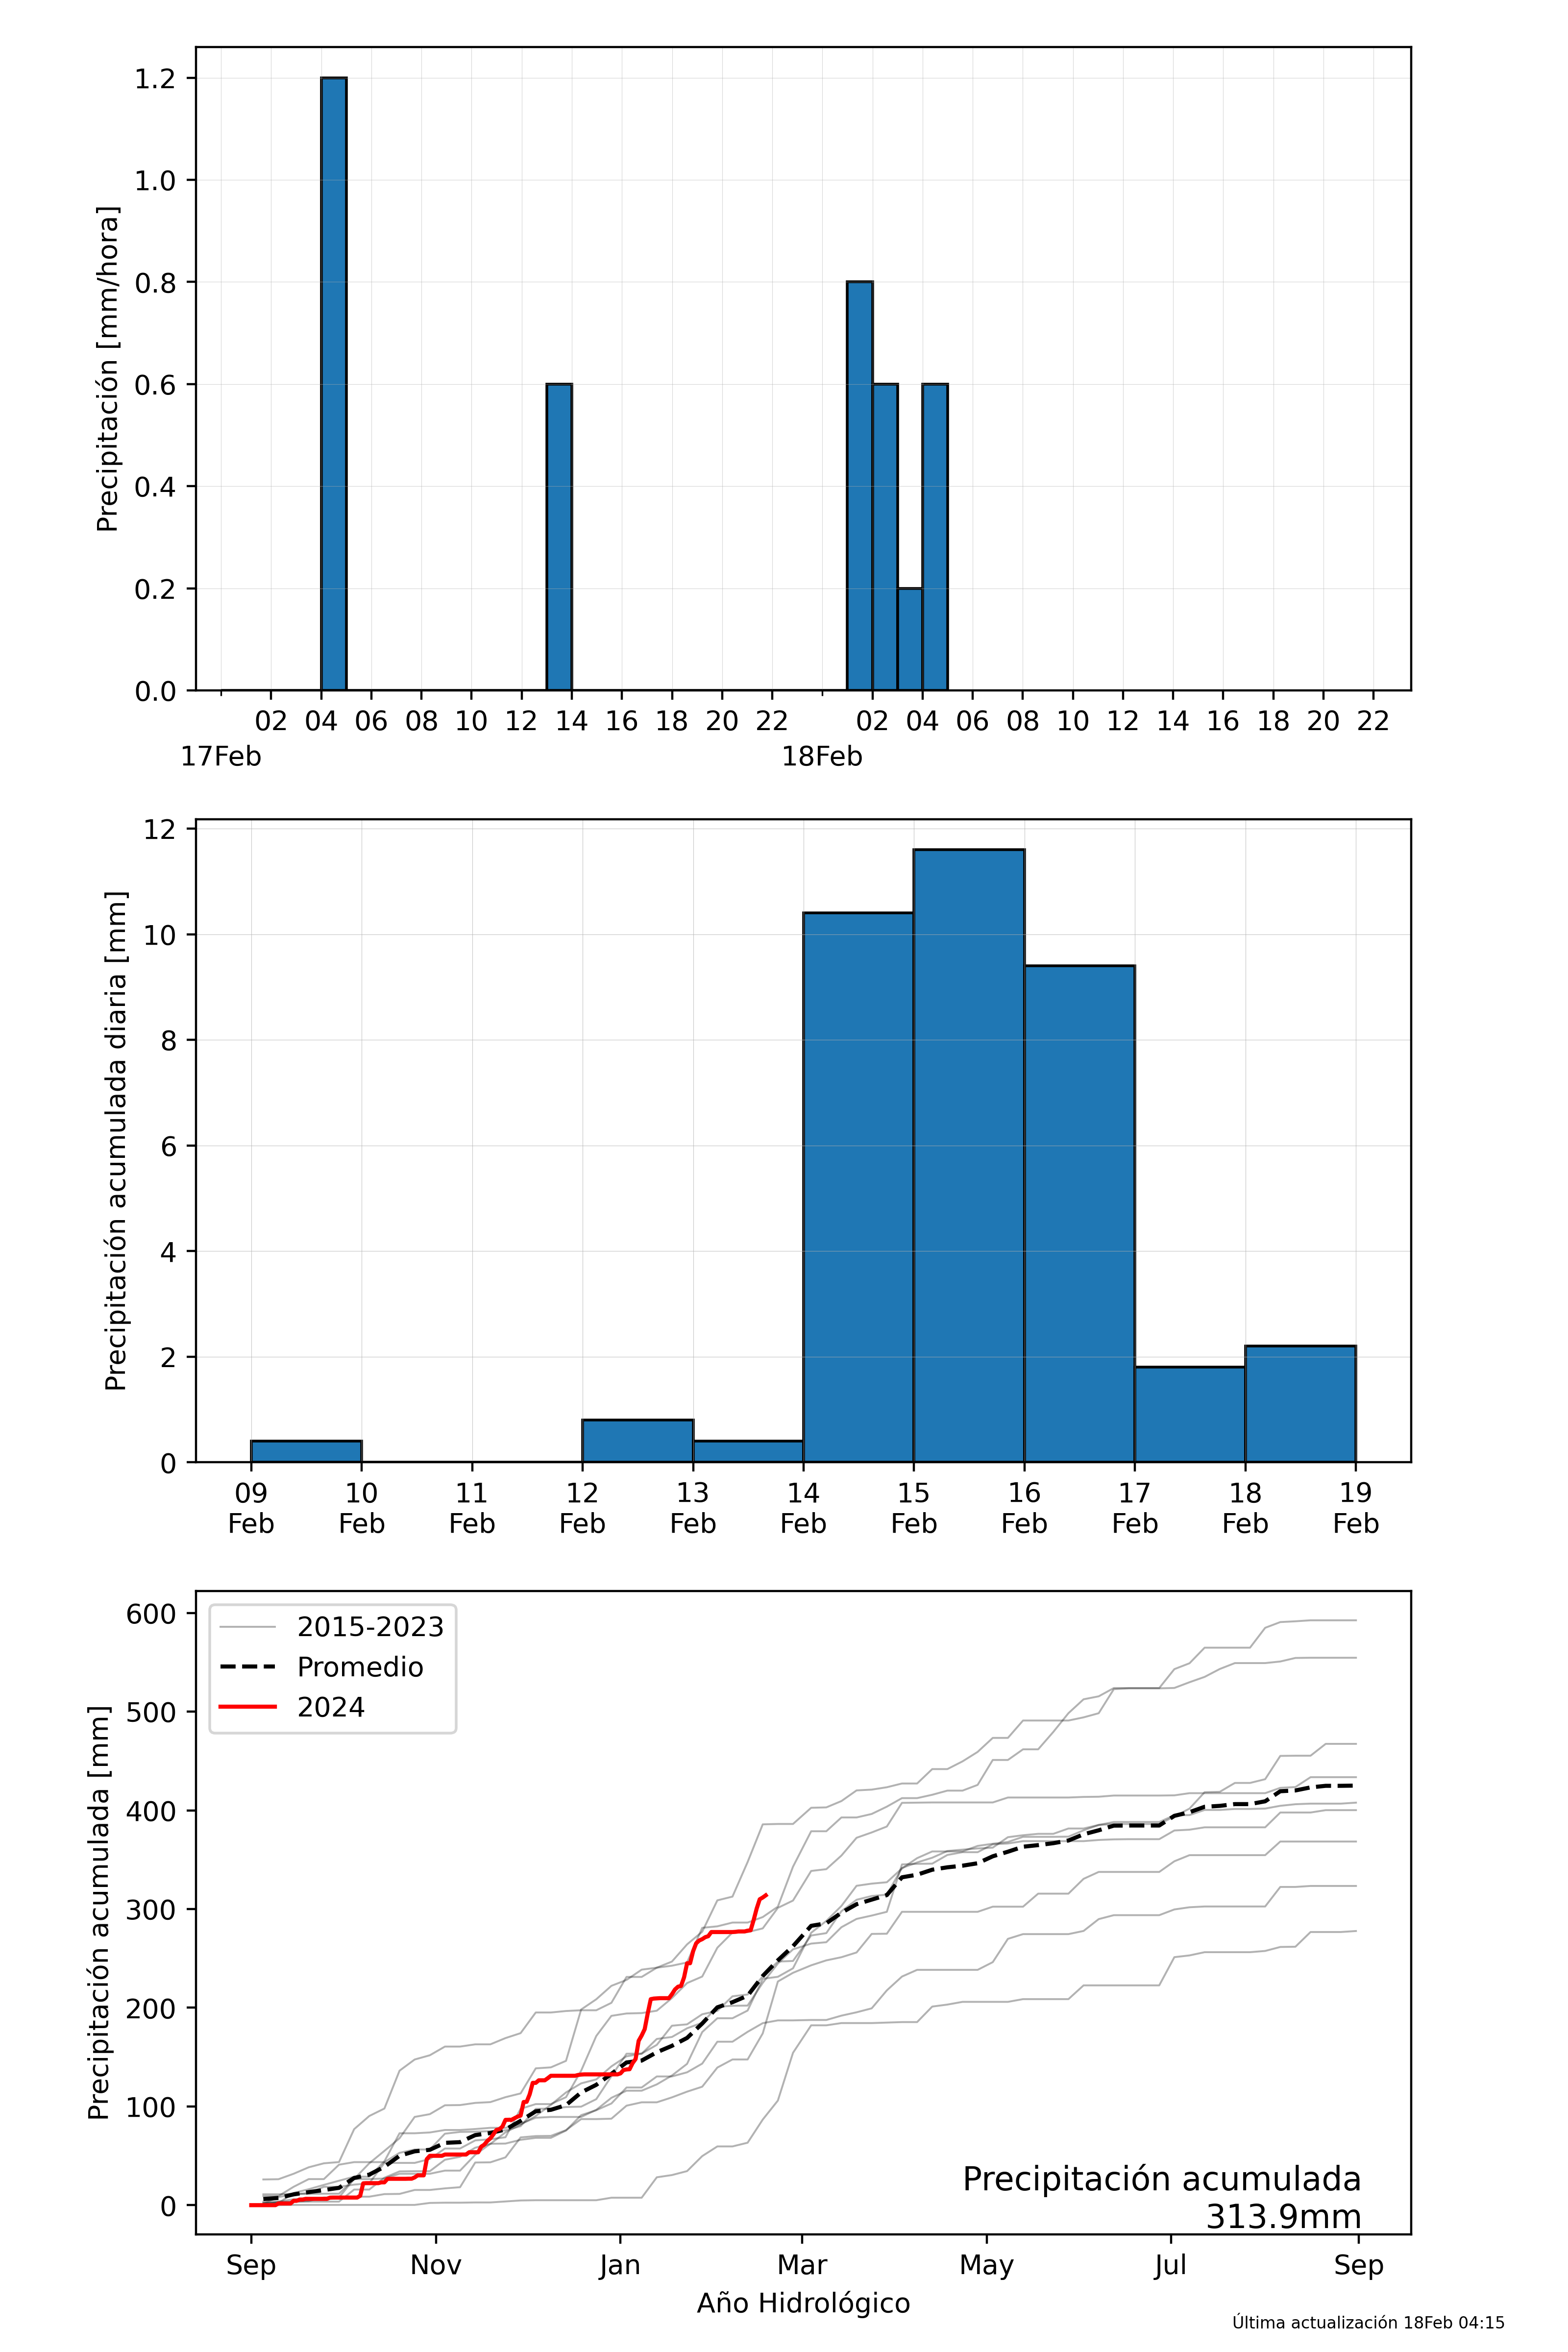 Precipitación [mm/hora]
1.2
1.0
0.8
0.6
0.4
0.2
0.0
02 04 06 08 10 12 14 16 18 20 22 02 04 06 08 10 12 14 16 18 20 22
17Feb 18Feb
Precipitación acumulada diaria [mm]
12
10
8
6
4
2
0
09 10 11 12 13 14 15 16 17 18 19
Feb Feb Feb Feb Feb Feb Feb Feb Feb Feb Feb
Precipitación acumulada [mm]
600
500
400
300
200
100
0
2015-2023
Promedio
2024
Precipitación acumulada
313.9mm
Sep Nov Jan Mar May Jul Sep
Año Hidrológico
Última actualización 18Feb 04:15